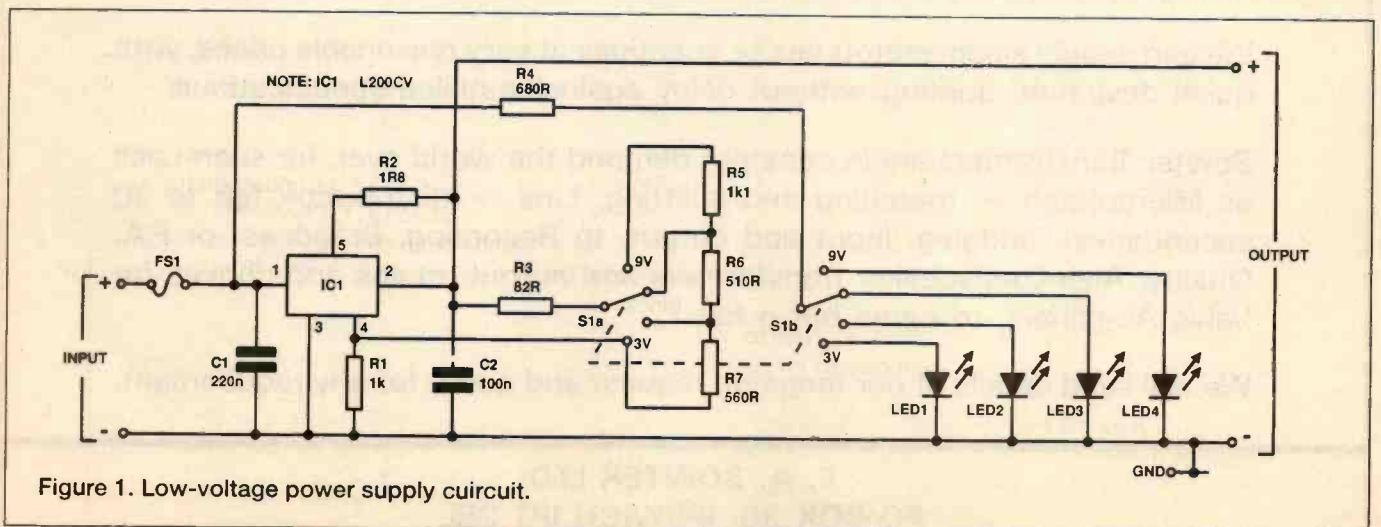 NOTE: IC1 L200CV
R4
680R
+
R2
1R8
R5
1k1
5
FS1
1
2
IC1
9V
R6
510R
9V
OUTPUT
+
R3
82R
S1a
S1b
INPUT
3
4
3V
3V
C1
220n
R1
1k
C2
100n
R7
560R
LED1
LED2
LED3
LED4
-
-
GND
Figure 1. Low-voltage power supply cuircuit.